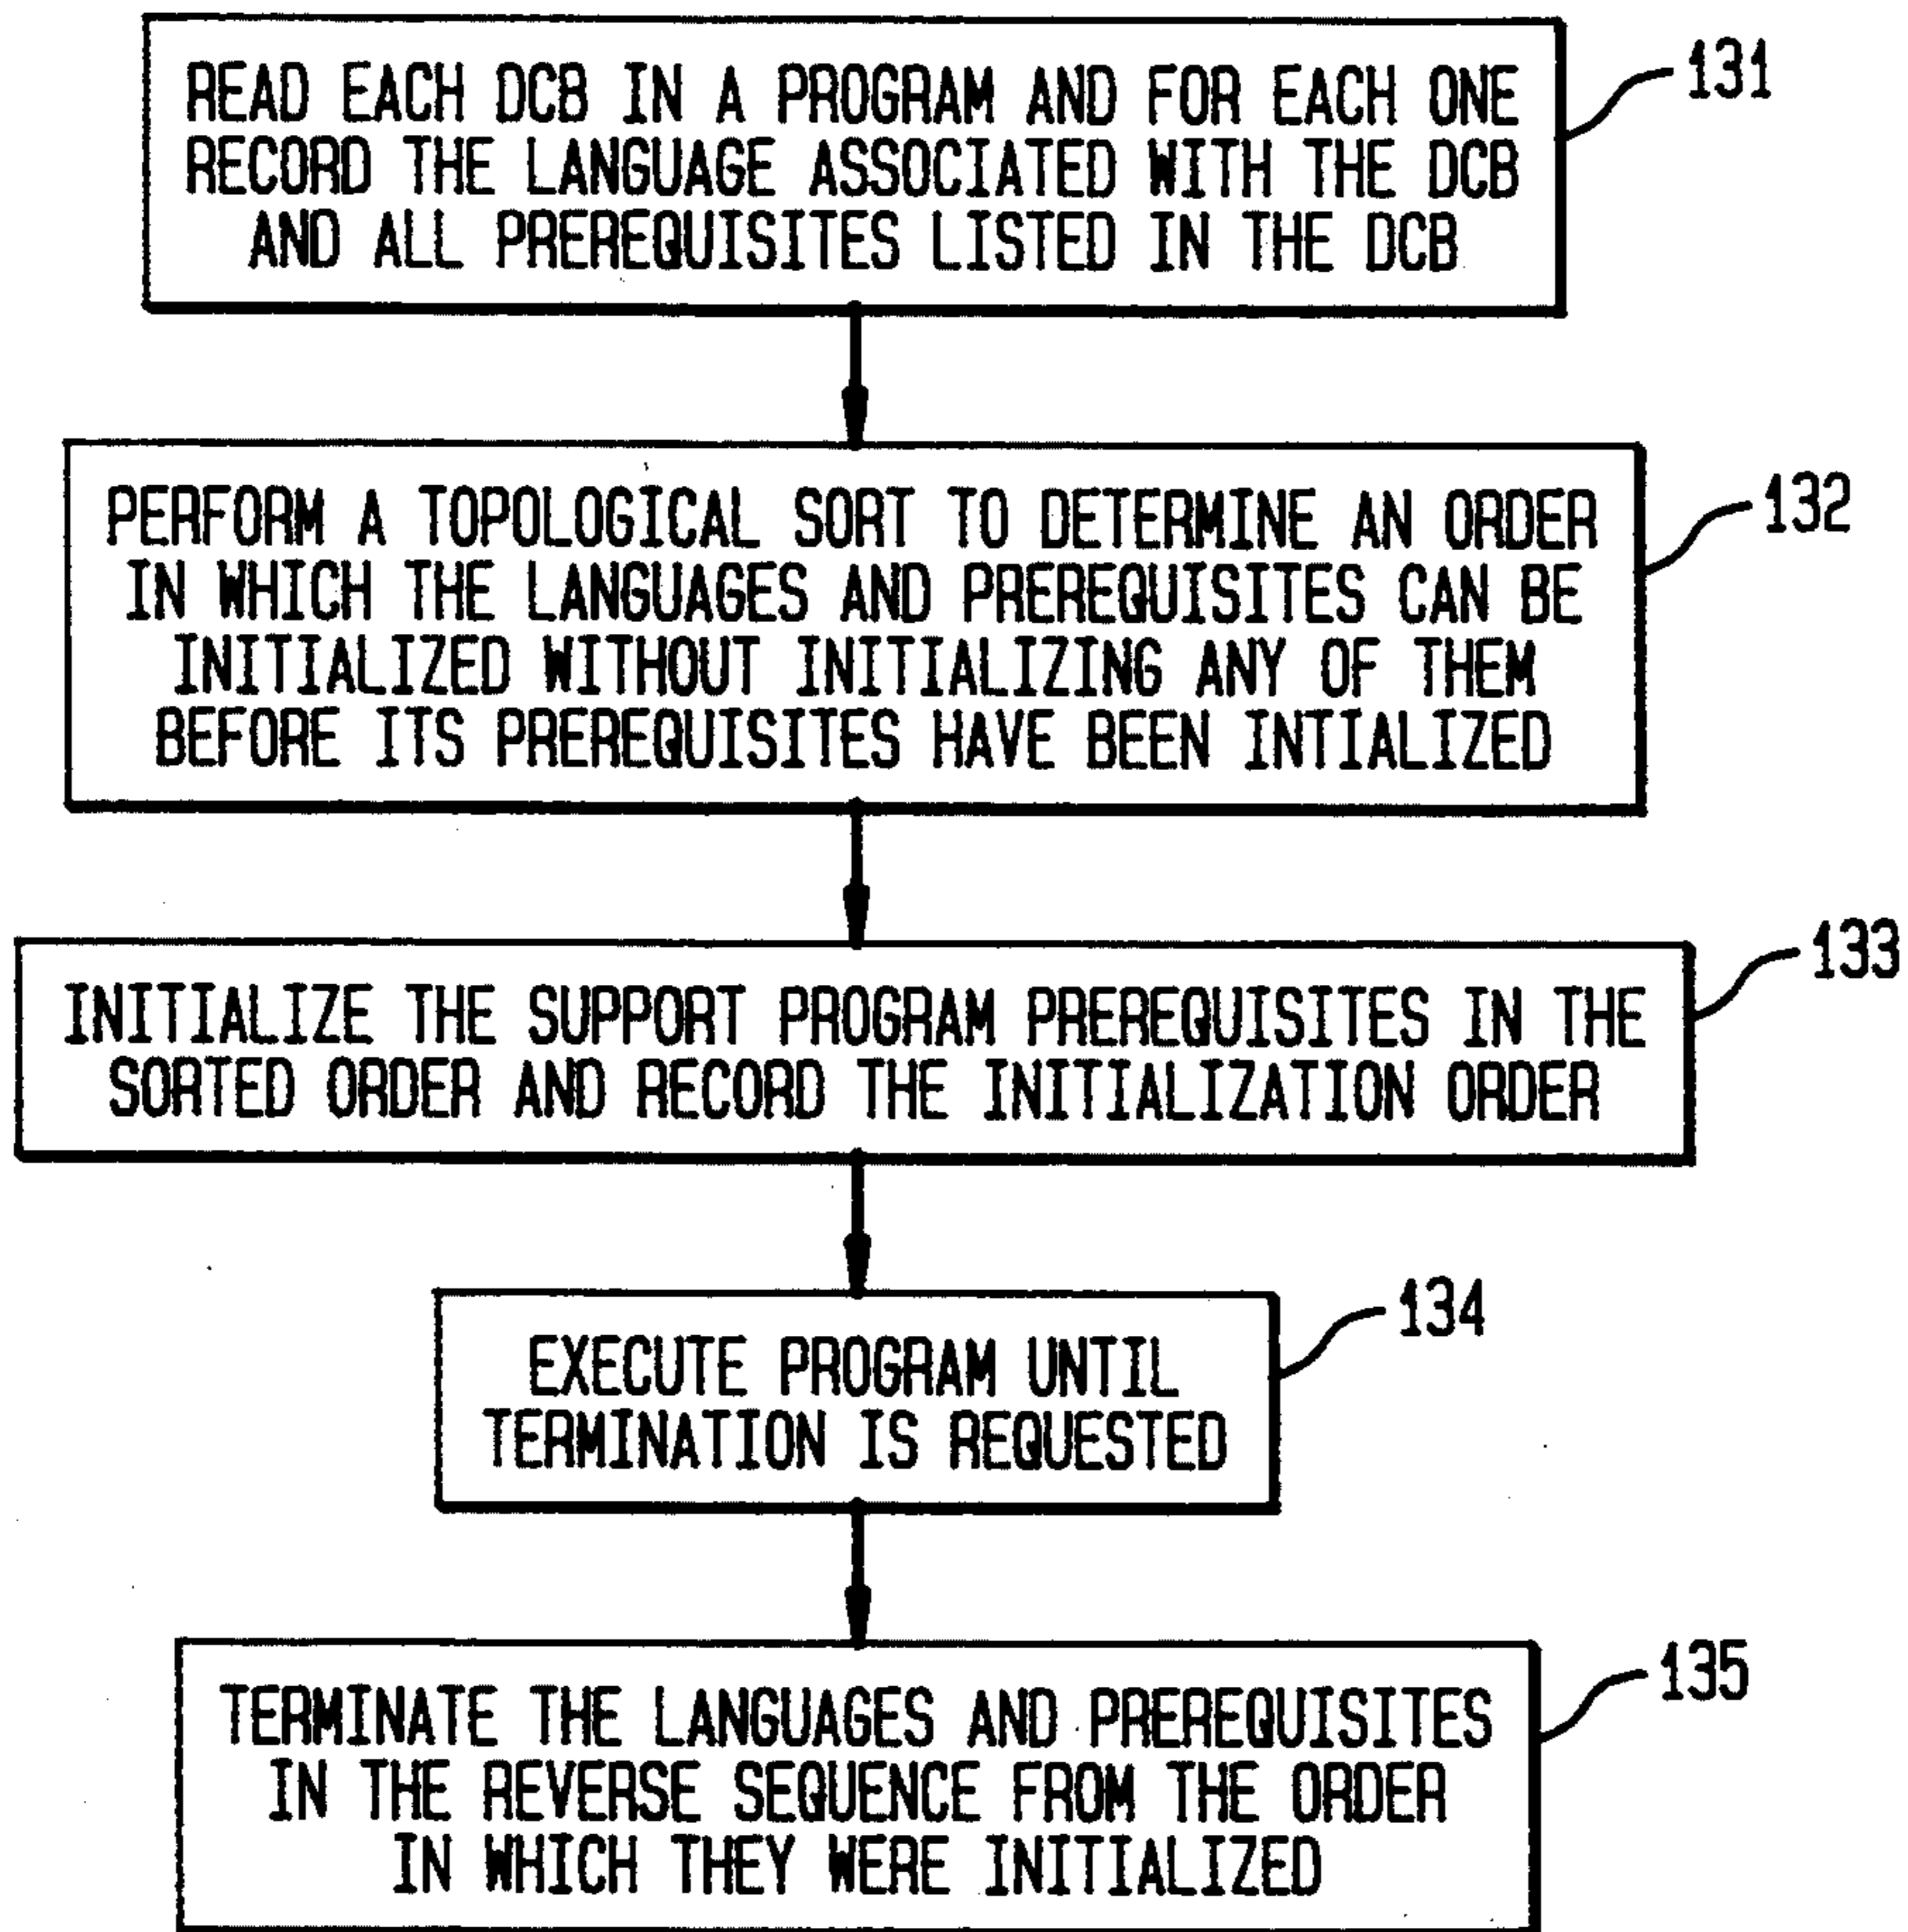 READ EACH DCB IN A PROGRAM AND FOR EACH ONE
RECORD THE LANGUAGE ASSOCIATED WITH THE DCB
AND ALL PREREQUISITES LISTED IN THE DCB
131
PERFORM A TOPOLOGICAL SORT TO DETERMINE AN ORDER
IN WHICH THE LANGUAGES AND PREREQUISITES CAN BE
INITIALIZED WITHOUT INITIALIZING ANY OF THEM
BEFORE ITS PREREQUISITES HAVE BEEN INTIALIZED
132
INITIALIZE THE SUPPORT PROGRAM PREREQUISITES IN THE
SORTED ORDER AND RECORD THE INITIALIZATION ORDER
133
EXECUTE PROGRAM UNTIL
TERMINATION IS REQUESTED
134
TERMINATE THE LANGUAGES AND PREREQUISITES
IN THE REVERSE SEQUENCE FROM THE ORDER
IN WHICH THEY WERE INITIALIZED
135